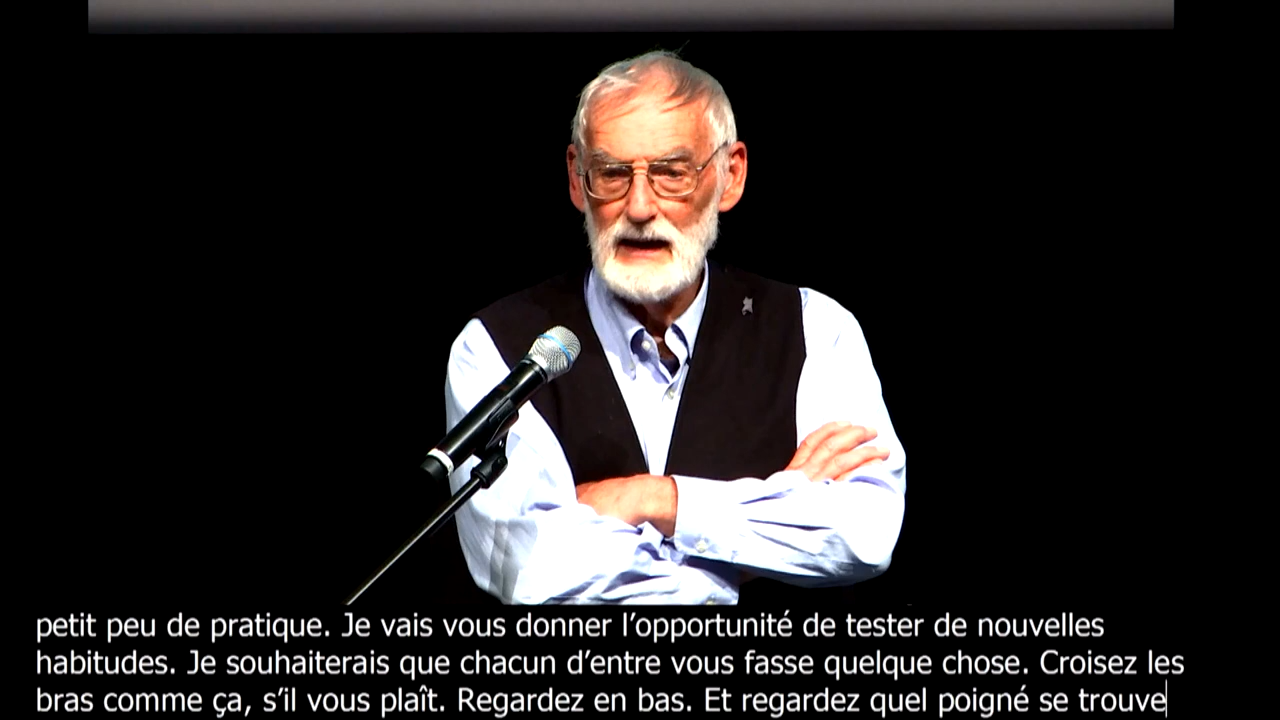 petit peu de pratique. Je vais vous donner l’opportunité de tester de nouvelles
habitudes. Je souhaiterais que chacun d’entre vous fasse quelque chose. Croisez les
bras comme ça, s’il vous plaît. Regardez en bas. Et regardez quel poigné se trouve